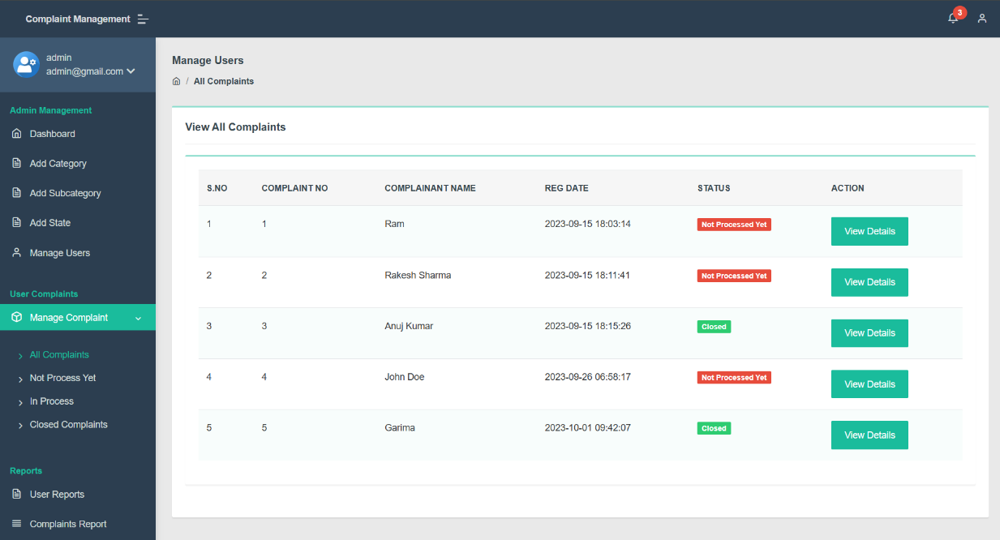 Complaint Management
3
admin
admin@gmail.com
Admin Management
Dashboard
Add Category
Add Subcategory
Add State
Manage Users
User Complaints
Manage Complaint
All Complaints
Not Process Yet
In Process
Closed Complaints
Reports
User Reports
Complaints Report
Manage Users
/ All Complaints
View All Complaints
S.NO COMPLAINT NO COMPLAINANT NAME REG DATE STATUS ACTION
1 1 Ram 2023-09-15 18:03:14 Not Processed Yet View Details
2 2 Rakesh Sharma 2023-09-15 18:11:41 Not Processed Yet View Details
3 3 Anuj Kumar 2023-09-15 18:15:26 Closed View Details
4 4 John Doe 2023-09-26 06:58:17 Not Processed Yet View Details
5 5 Garima 2023-10-01 09:42:07 Closed View Details